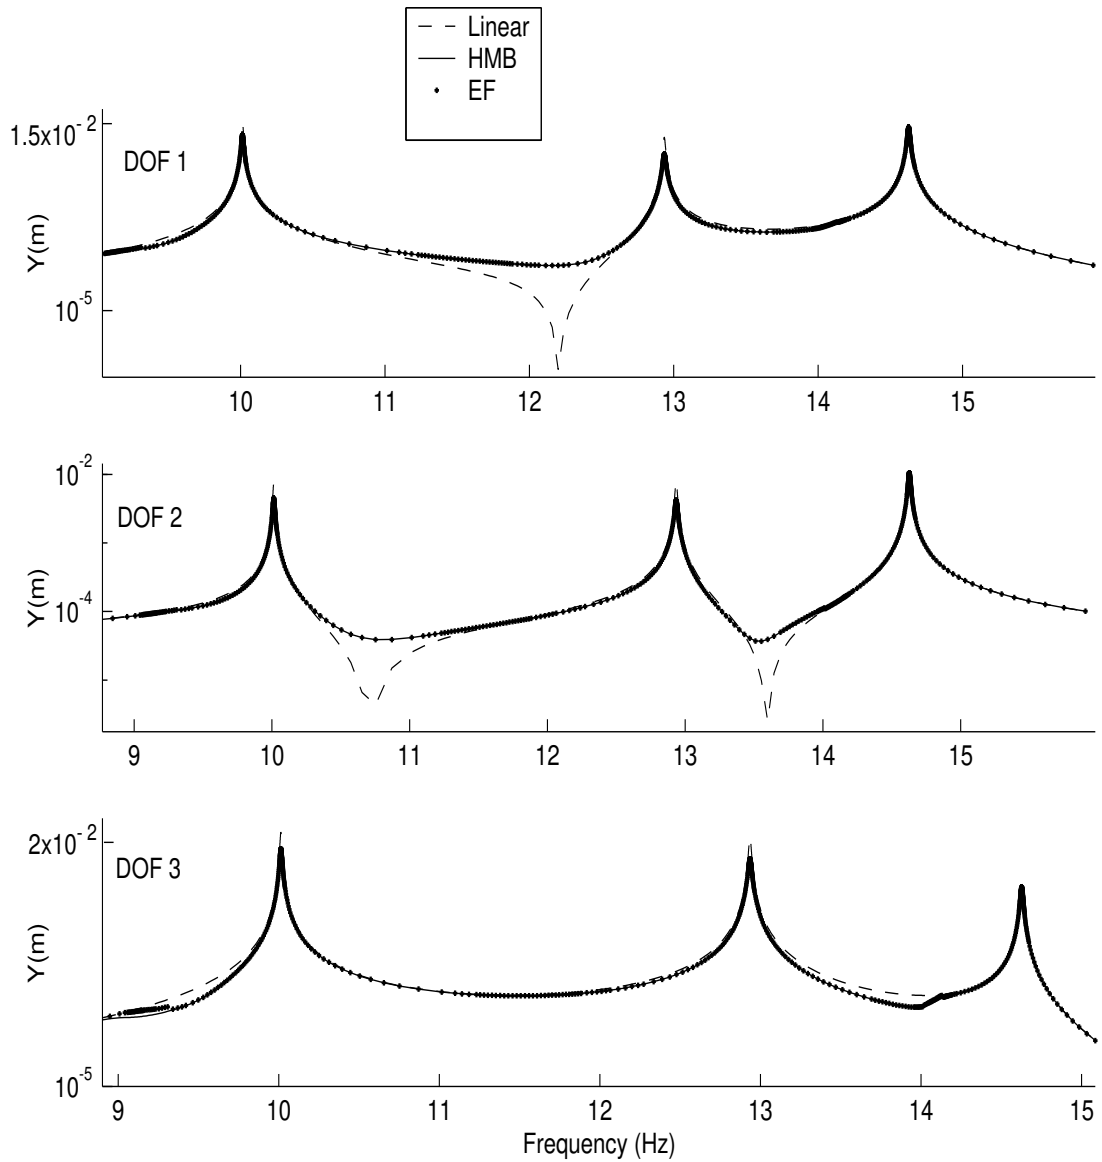 Linear
HMB
EF
1.5x10-2
DOF 1
Y(m)
10-5
10 11 12 13 14 15
10-2
DOF 2
Y(m)
10-4
9 10 11 12 13 14 15
2x10-2
DOF 3
Y(m)
10-5
9 10 11 12 13 14 15
Frequency (Hz)